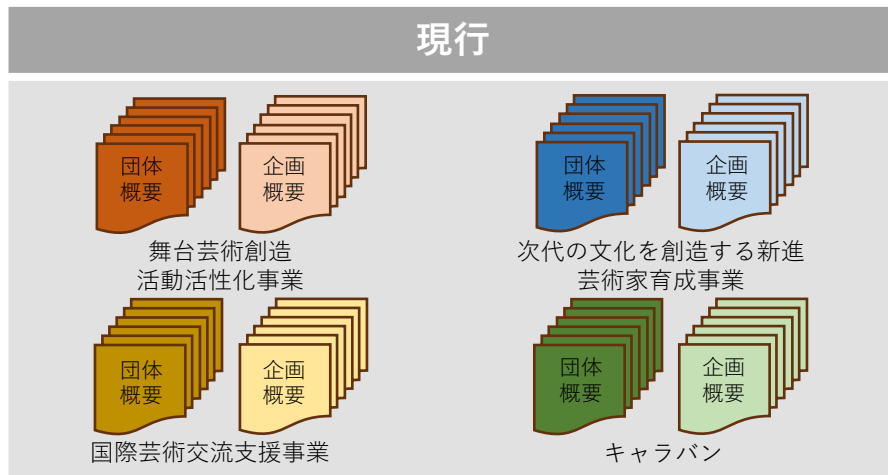 現行
団体
概要
企画
概要
舞台芸術創造
活動活性化事業
団体
概要
企画
概要
次代の文化を創造する新進
芸術家育成事業
団体
概要
企画
概要
国際芸術交流支援事業
団体
概要
企画
概要
キャラバン